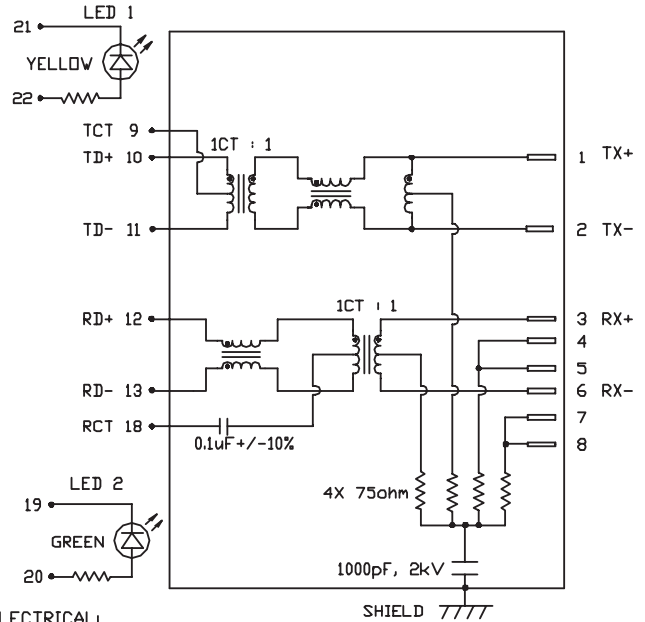 LED 1
21
YELLOW
22
TCT 9
1CT : 1
TD+ 10
1 TX+
TD- 11
2 TX-
1CT : 1
RD+ 12
3 RX+
4
5
RD- 13
6 RX-
7
RCT 18
8
0.1uF+/-10%
LED 2
4X 75ohm
19
GREEN
1000pF, 2kV
20
SHIELD
LECTRICAL: